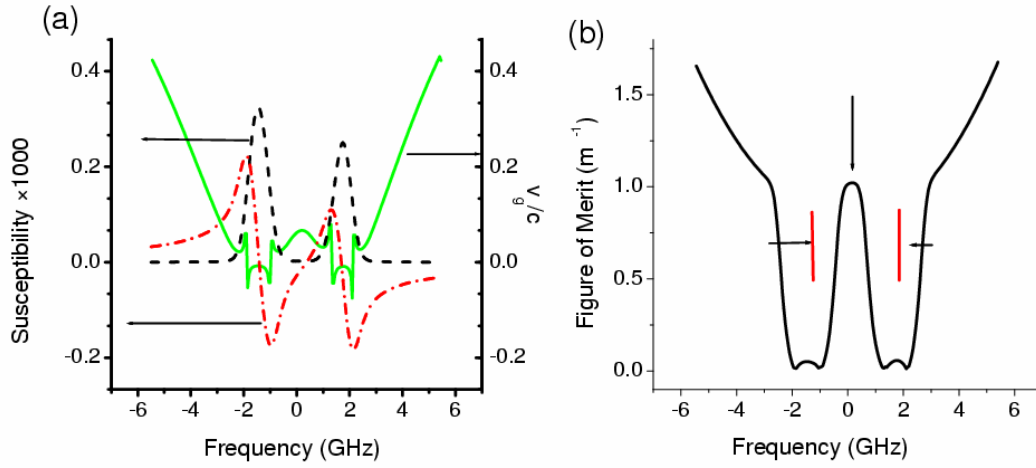 (a)
(b)
0.4
0.2
0.0
-0.2
Susceptibility ×1000
0.4
0.2
0.0
-0.2
v_g/c
-6 -4 -2 0 2 4 6
Frequency (GHz)
1.5
1.0
0.5
0.0
Figure of Merit (m⁻¹)
-6 -4 -2 0 2 4 6
Frequency (GHz)